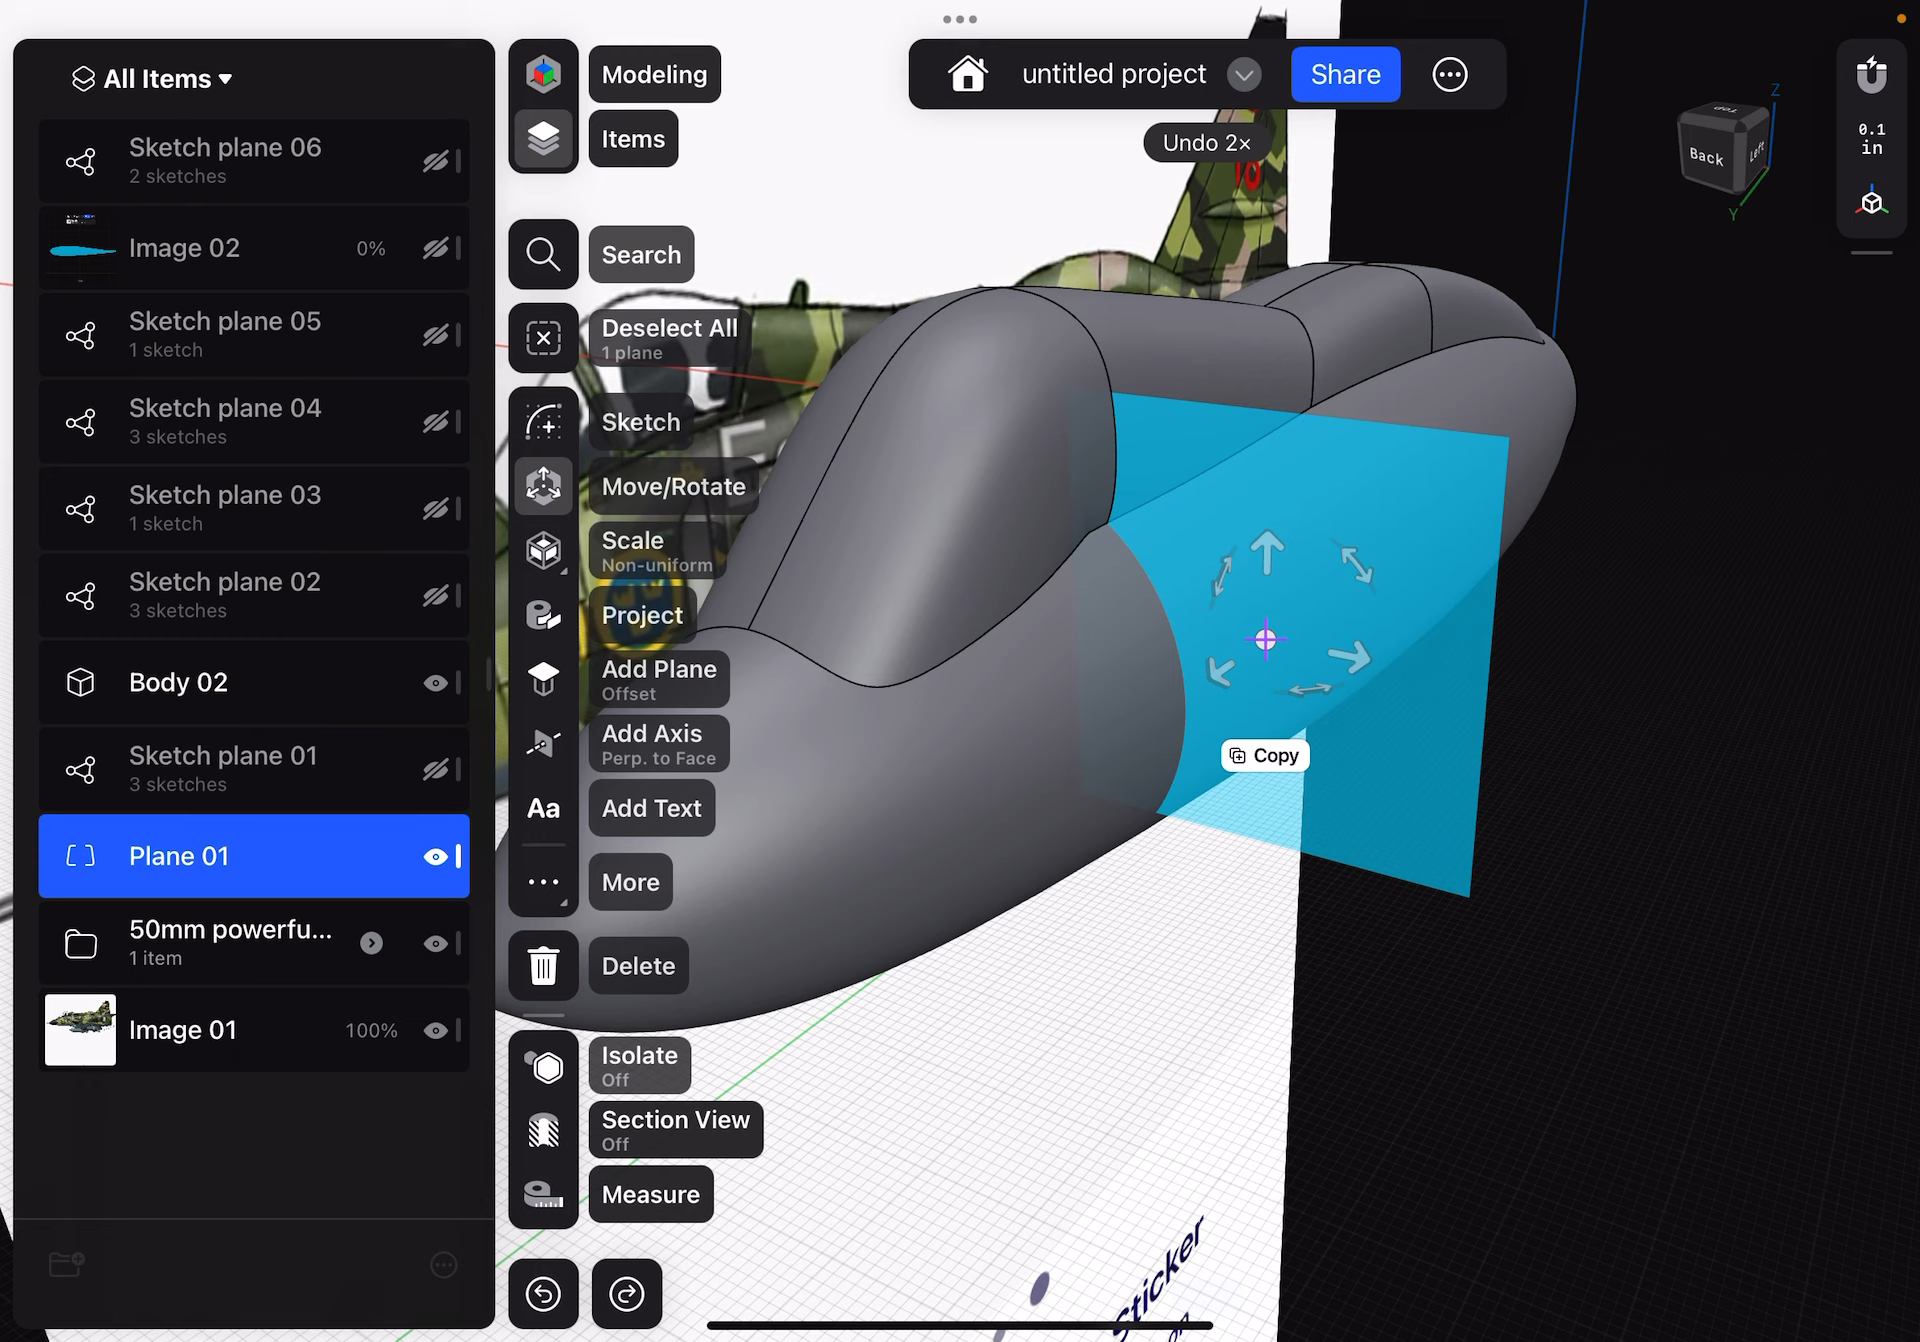 All Items
Sketch plane 06
2 sketches
Image 02
0%
Sketch plane 05
1 sketch
Sketch plane 04
3 sketches
Sketch plane 03
1 sketch
Sketch plane 02
3 sketches
Body 02
Sketch plane 01
3 sketches
Plane 01
50mm powerfu...
1 item
Image 01
100%
Modeling
Items
Search
Deselect All
1 plane
Sketch
Move/Rotate
Scale
Non-uniform
Project
Add Plane
Offset
Add Axis
Perp. to Face
Aa
Add Text
More
Delete
Isolate
Off
Section View
Off
Measure
untitled project
Share
Undo 2×
10
Copy
Sticker
Top
Back
Left
Z
Y
0.1
in